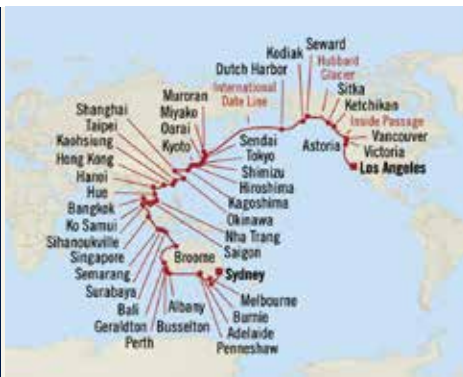 Kodiak
Seward
Dutch Harbor
Hubbard
Glacier
International
Date Line
Sitka
Ketchikan
Inside Passage
Astoria
Vancouver
Victoria
Los Angeles
Muroran
Miyako
Oarai
Kyoto
Shanghai
Taipei
Kaohsiung
Hong Kong
Hanoi
Hue
Bangkok
Ko Samui
Sihanoukville
Singapore
Semarang
Surabaya
Bali
Geraldton
Perth
Sendai
Tokyo
Shimizu
Hiroshima
Kagoshima
Okinawa
Nha Trang
Saigon
Broome
Sydney
Albany
Busselton
Melbourne
Burnie
Adelaide
Penneshaw